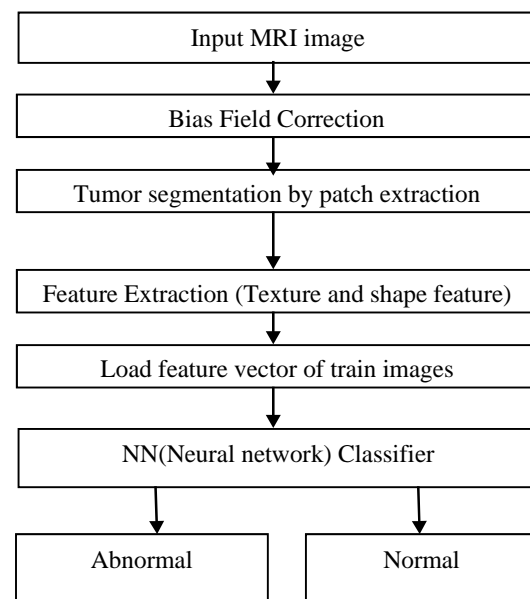 Input MRI image
Bias Field Correction
Tumor segmentation by patch extraction
Feature Extraction (Texture and shape feature)
Load feature vector of train images
NN(Neural network) Classifier
Abnormal
Normal